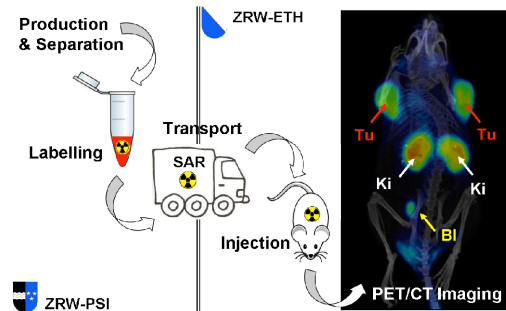 Production
& Separation
ZRW-ETH
Labelling
Transport
SAR
Injection
ZRW-PSI
Tu
Tu
Ki
Ki
Bl
PET/CT Imaging